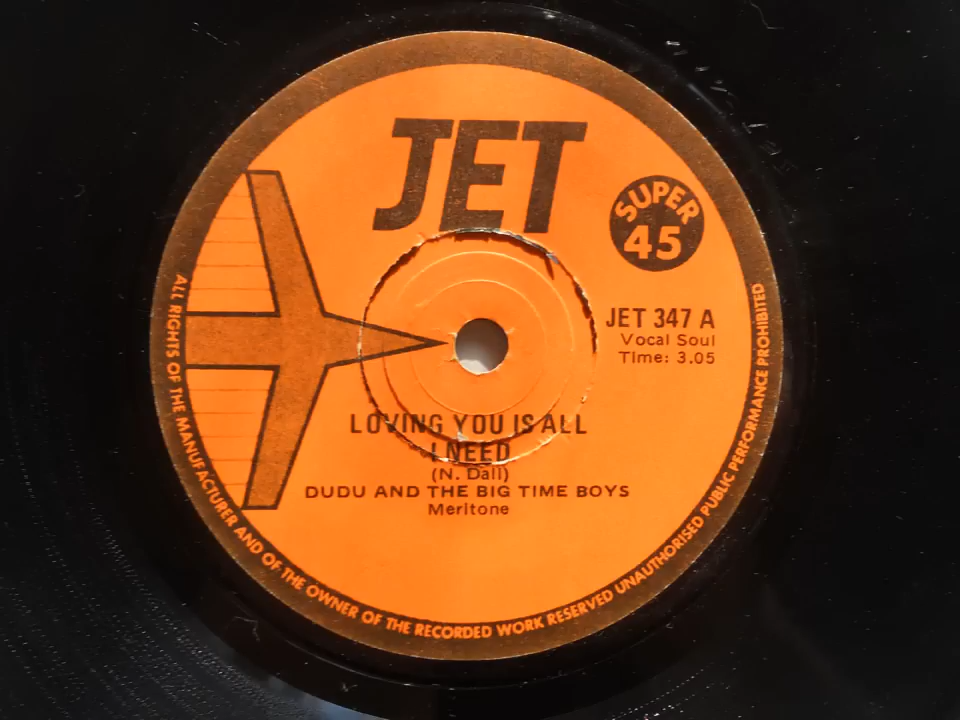 JET
SUPER
45
JET 347 A
Vocal Soul
Time: 3.05
LOVING YOU IS ALL
I NEED
(N. Dall)
DUDU AND THE BIG TIME BOYS
Meritone
ALL RIGHTS OF THE MANUFACTURER AND OF THE OWNER OF THE RECORDED WORK RESERVED UNAUTHORISED PUBLIC PERFORMANCE PROHIBITED